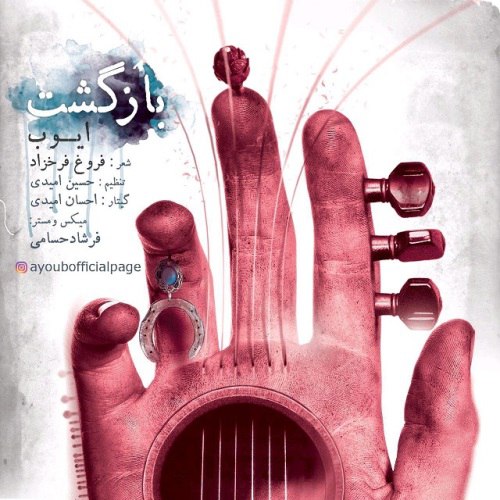 بازگشت
ایوب
شعر : فروغ فرخزاد
تنظیم : حسین امیدی
گیتار : احسان امیدی
میکس و مستر:
فرشاد حسامی
ayoubofficialpage